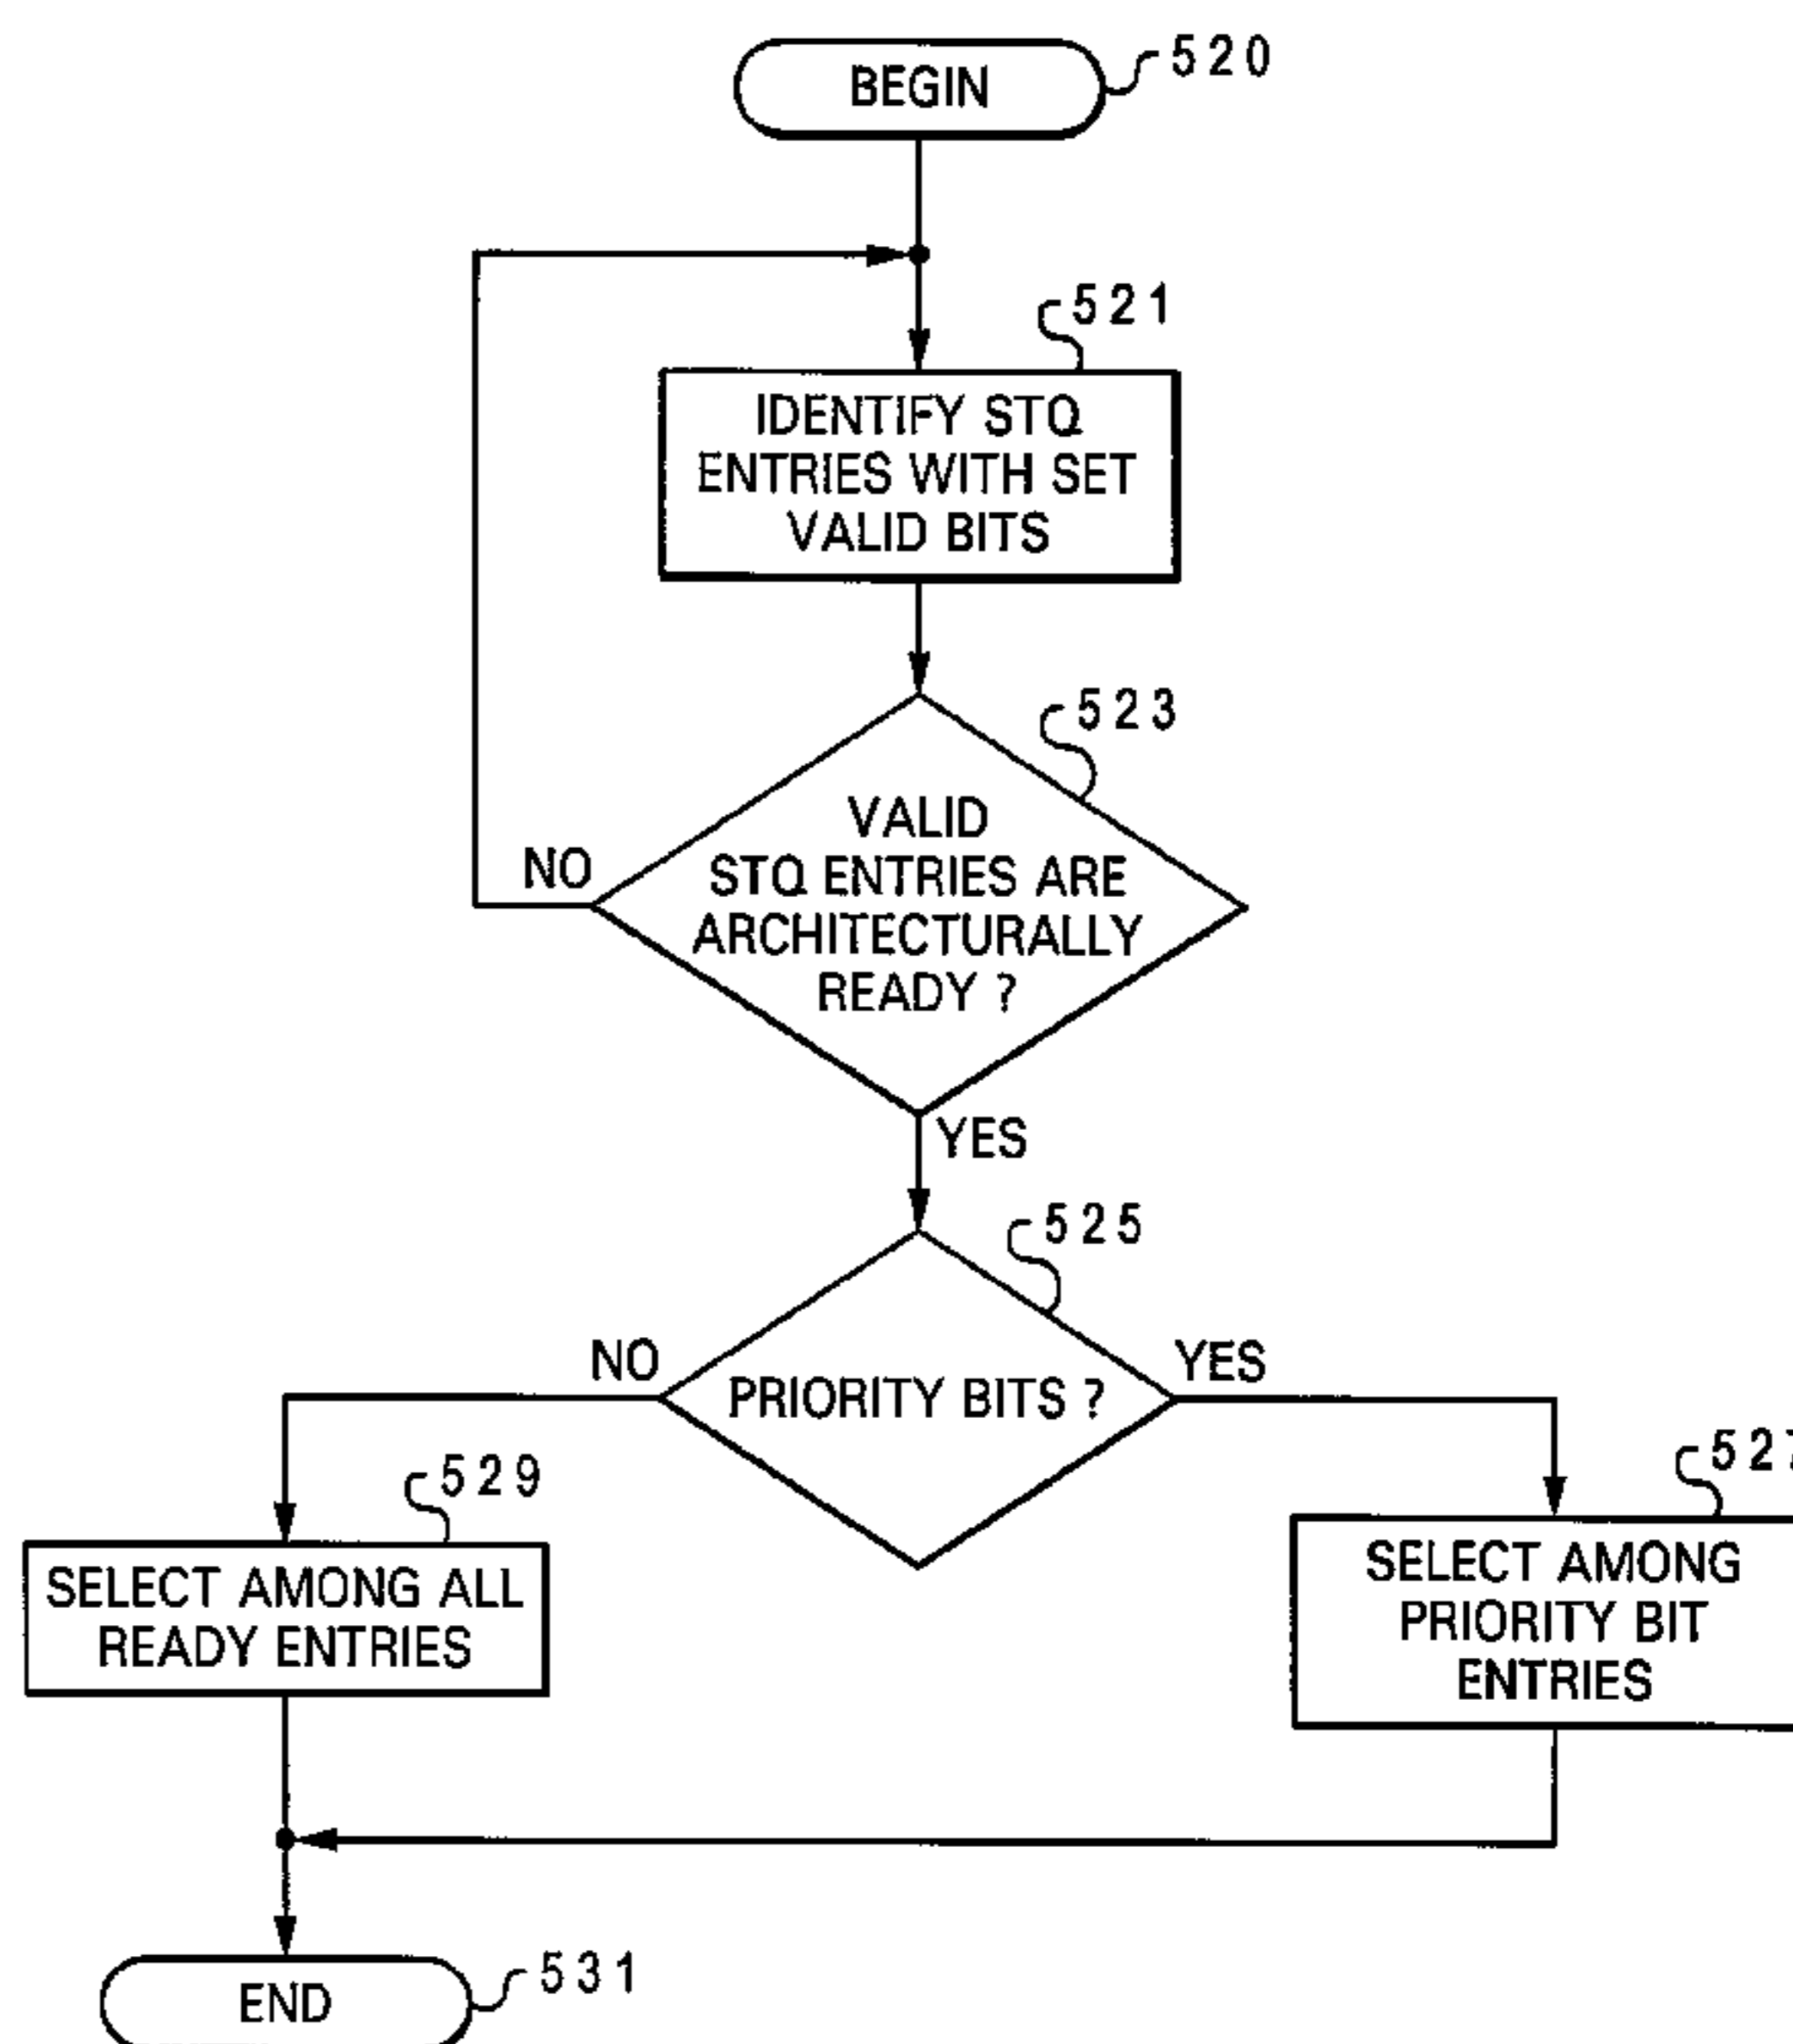 BEGIN
520
521
IDENTIFY STQ
ENTRIES WITH SET
VALID BITS
523
VALID
STQ ENTRIES ARE
ARCHITECTURALLY
READY ?
NO
YES
525
NO
PRIORITY BITS ?
YES
529
SELECT AMONG ALL
READY ENTRIES
527
SELECT AMONG
PRIORITY BIT
ENTRIES
END
531